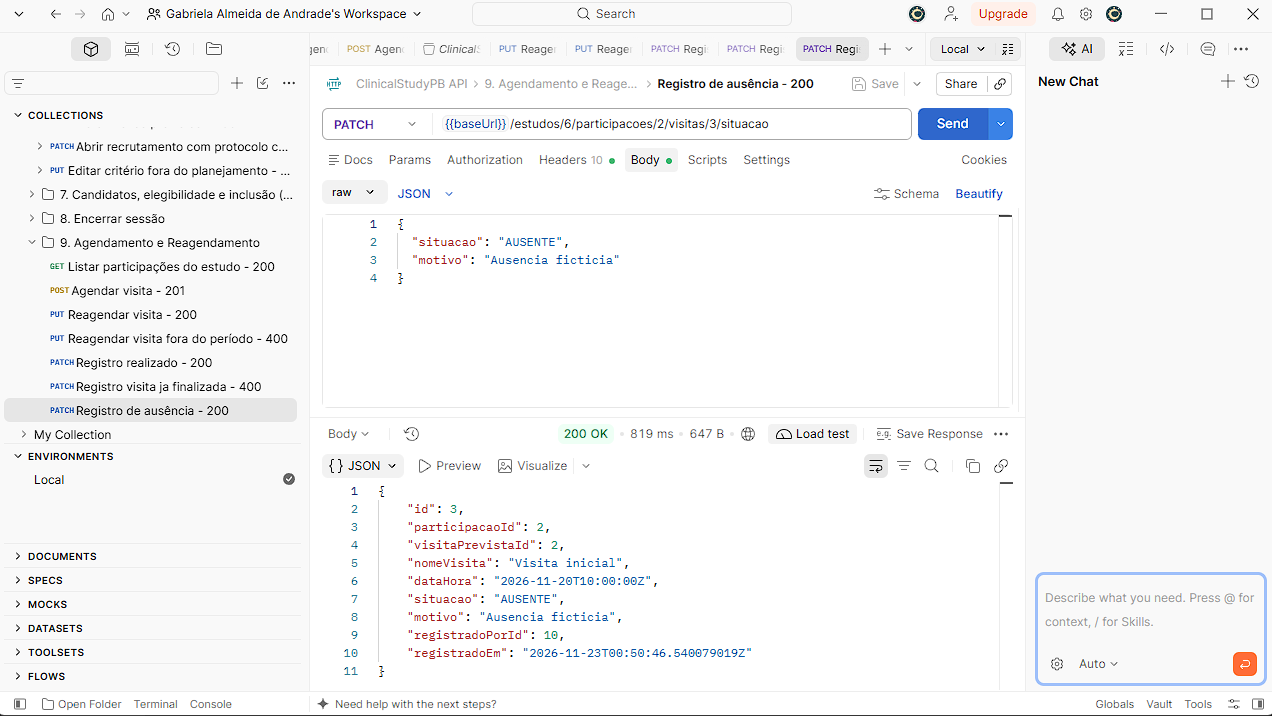 Gabriela Almeida de Andrade's Workspace
Search
Upgrade
POST Agen
Clinical
PUT Reage
PUT Reage
PATCH Regi
PATCH Regi
PATCH Regi
Local
AI
ClinicalStudyPB API > 9. Agendamento e Reage... > Registro de ausência - 200
Save
Share
New Chat
COLLECTIONS
PATCH Abrir recrutamento com protocolo c...
PUT Editar critério fora do planejamento - ...
7. Candidatos, elegibilidade e inclusão (...
8. Encerrar sessão
9. Agendamento e Reagendamento
GET Listar participações do estudo - 200
POST Agendar visita - 201
PUT Reagendar visita - 200
PUT Reagendar visita fora do período - 400
PATCH Registro realizado - 200
PATCH Registro visita ja finalizada - 400
PATCH Registro de ausência - 200
My Collection
ENVIRONMENTS
Local
DOCUMENTS
SPECS
MOCKS
DATASETS
TOOLSETS
FLOWS
PATCH
{{baseUrl}} /estudos/6/participacoes/2/visitas/3/situacao
Send
Docs Params Authorization Headers 10 Body Scripts Settings Cookies
raw JSON Schema Beautify
1 {
2 "situacao": "AUSENTE",
3 "motivo": "Ausencia ficticia"
4 }
Body 200 OK • 819 ms • 647 B Load test e.g. Save Response
{} JSON Preview Visualize
1 {
2 "id": 3,
3 "participacaoId": 2,
4 "visitaPrevistaId": 2,
5 "nomeVisita": "Visita inicial",
6 "dataHora": "2026-11-20T10:00:00Z",
7 "situacao": "AUSENTE",
8 "motivo": "Ausencia ficticia",
9 "registradoPorId": 10,
10 "registradoEm": "2026-11-23T00:50:46.540079019Z"
11 }
Describe what you need. Press @ for
context, / for Skills.
Auto
Open Folder Terminal Console
Need help with the next steps?
Globals Vault Tools